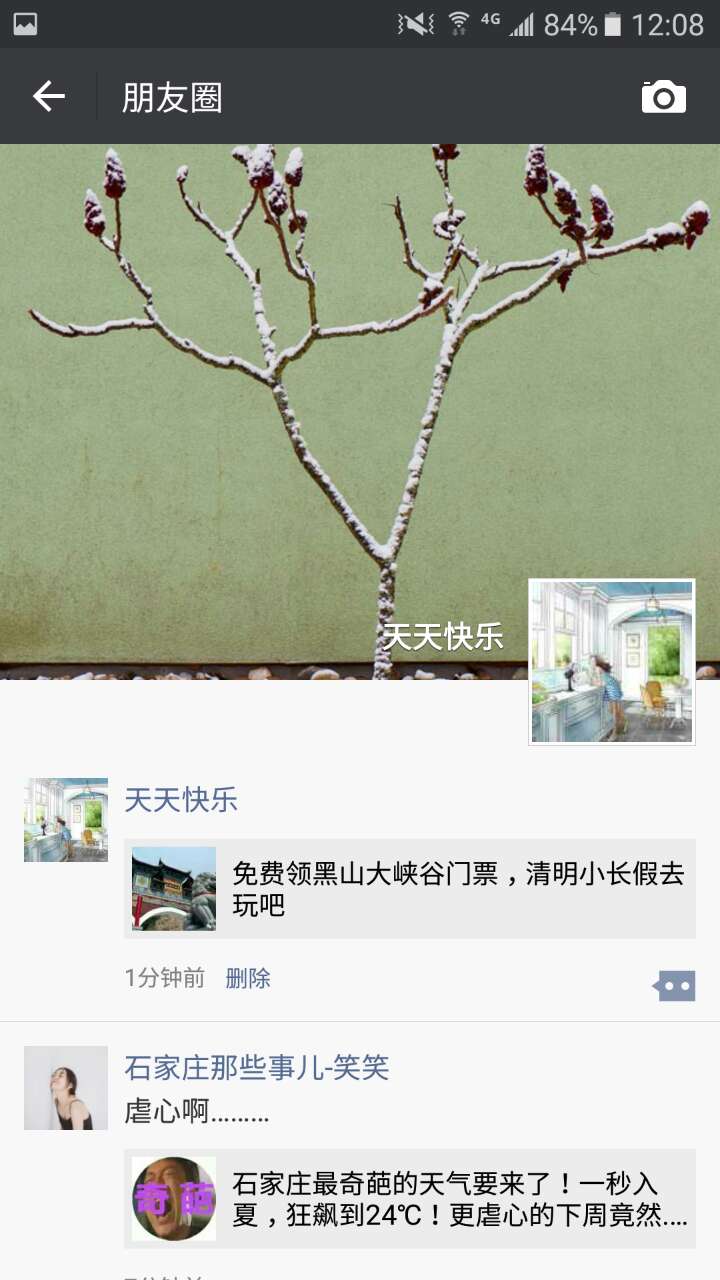 4G 84% 12:08
朋友圈
天天快乐
天天快乐
免费领黑山大峡谷门票，清明小长假去
玩吧
1分钟前 删除
石家庄那些事儿-笑笑
虐心啊………
奇葩
石家庄最奇葩的天气要来了！一秒入
夏，狂飙到24℃！更虐心的下周竟然....